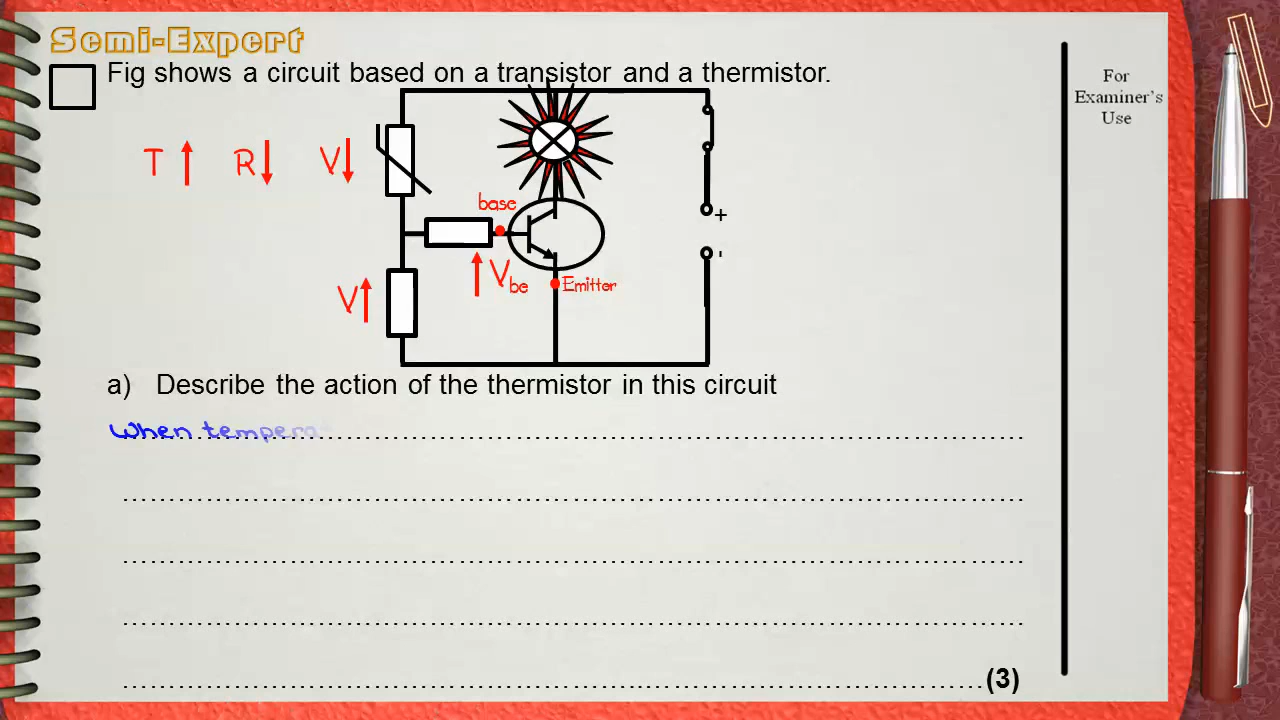 Semi-Expert
Fig shows a circuit based on a transistor and a thermistor.
For
Examiner's
Use
T R V
base
+
-
V be
Emitter
V
a) Describe the action of the thermistor in this circuit
When tempera
(3)